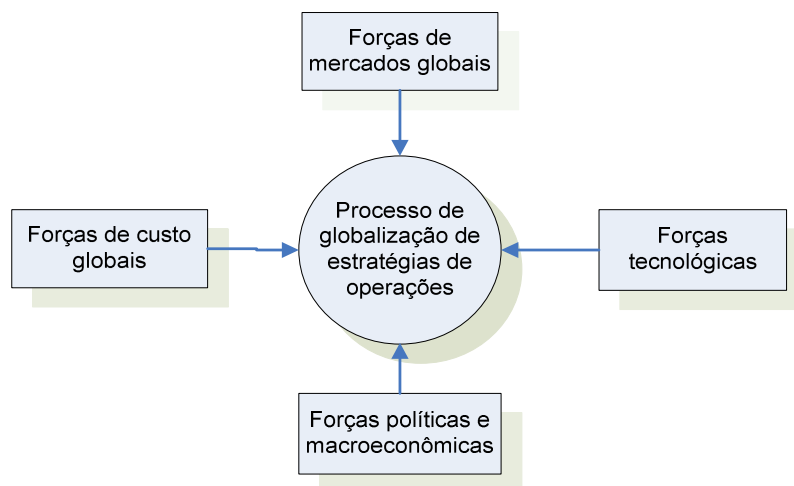 Forças de
mercados globais
Forças de custo
globais
Processo de
globalização de
estratégias de
operações
Forças
tecnológicas
Forças políticas e
macroeconômicas